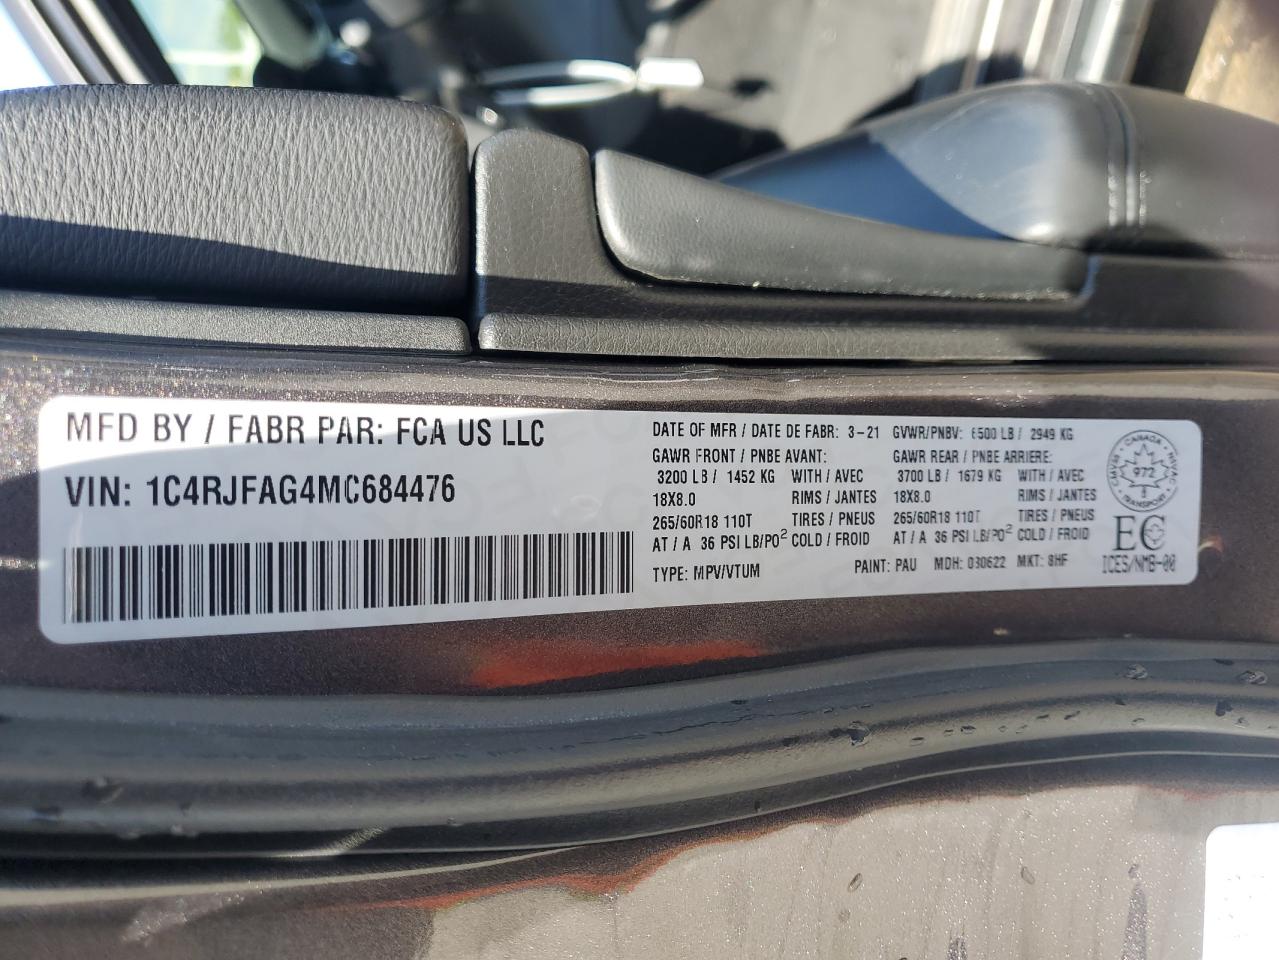 MFD BY / FABR PAR: FCA US LLC
VIN: 1C4RJFAG4MC684476
DATE OF MFR / DATE DE FABR: 3-21 GVWR/PNBV: 6500 LB / 2949 KG
GAWR FRONT / PNBE AVANT: GAWR REAR / PNBE ARRIERE:
3200 LB / 1452 KG WITH / AVEC 3700 LB / 1679 KG WITH / AVEC
18X8.0 RIMS / JANTES 18X8.0 RIMS / JANTES
265/60R18 110T TIRES / PNEUS 265/60R18 110T TIRES / PNEUS
AT / A 36 PSI LB/PO² COLD / FROID AT / A 36 PSI LB/PO² COLD / FROID
TYPE: MPV/VTUM PAINT: PAU MDH: 030622 MKT: 8HF
CANADA
CMVSS NSVAC
972
TRANSPORT
EC
ICES/NMB-00